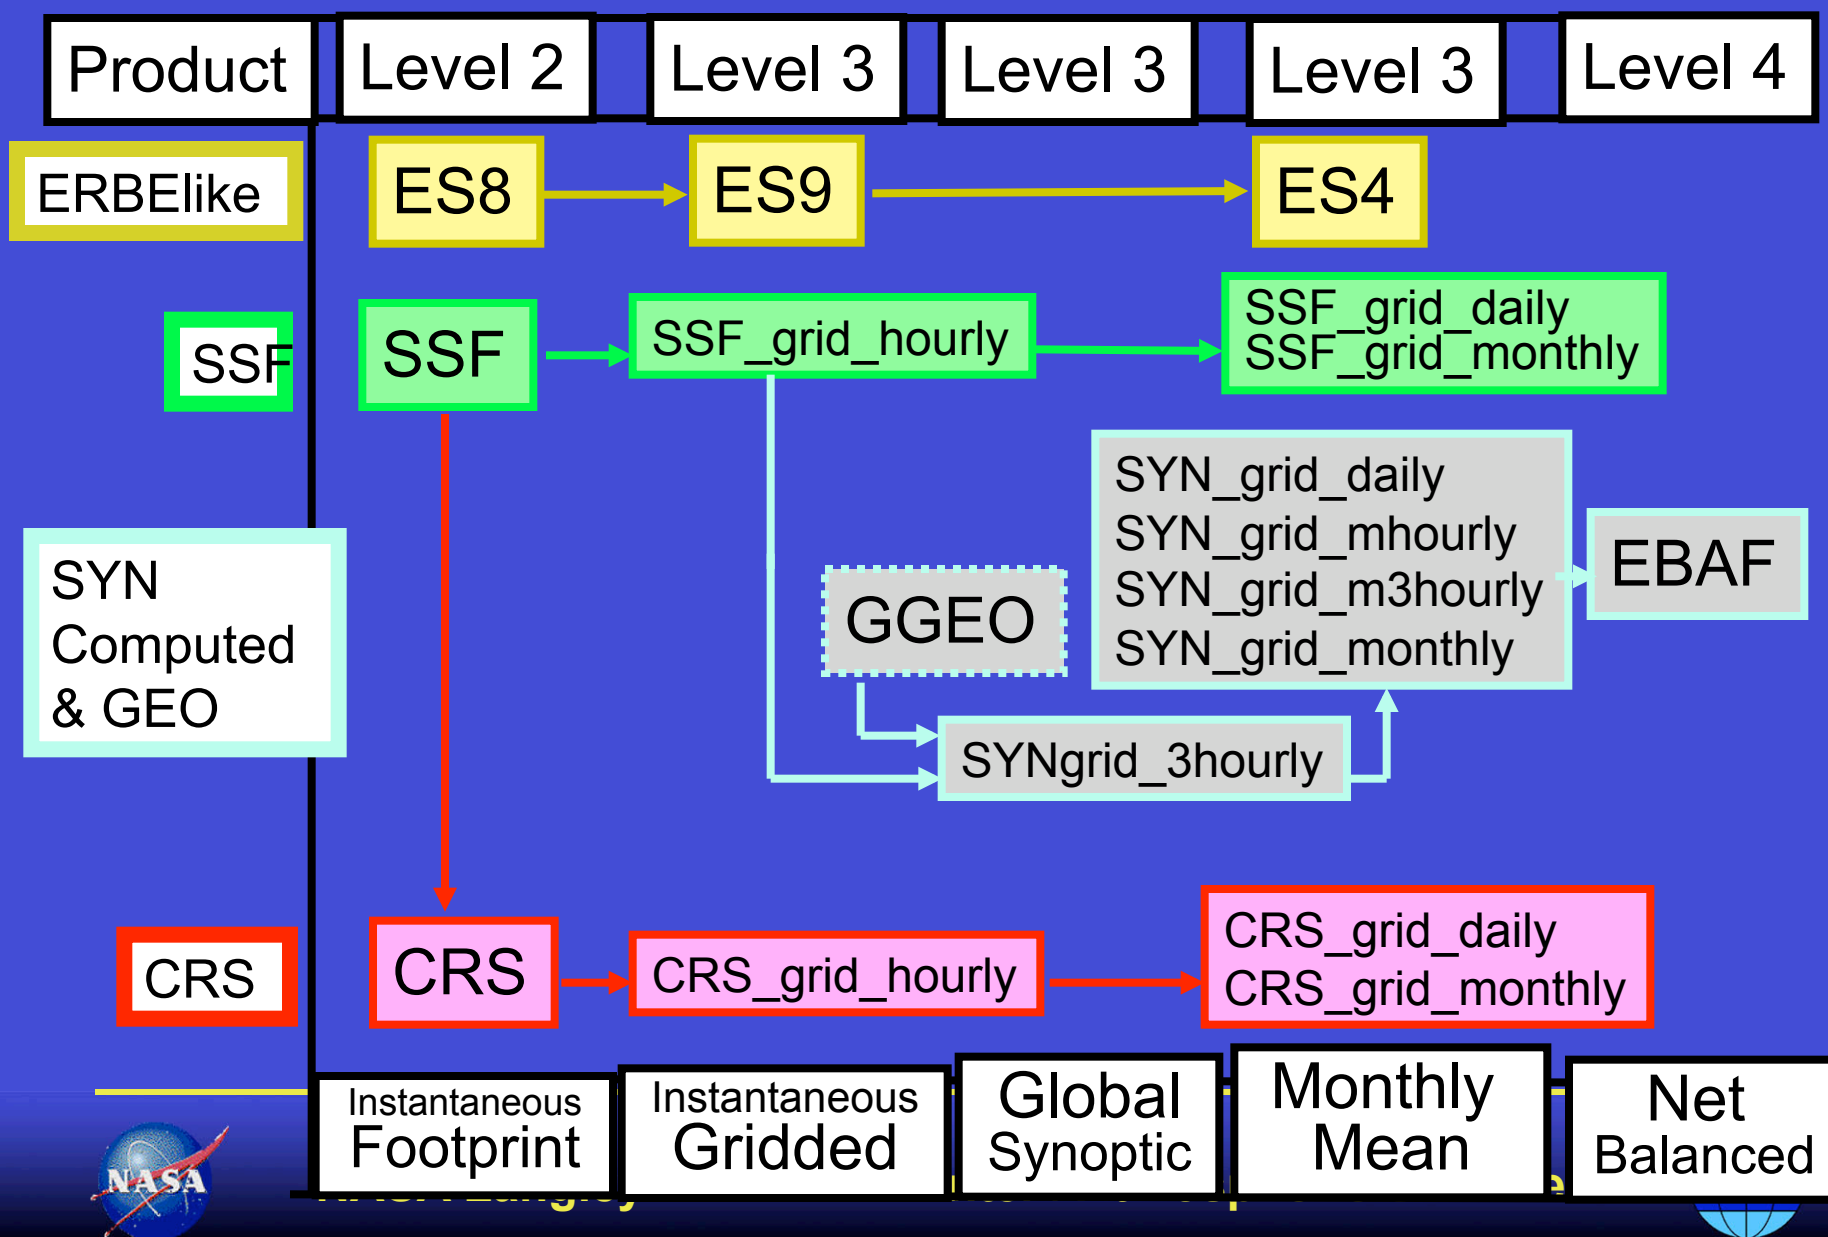 Product
Level 2
Level 3
Level 3
Level 3
Level 4
ERBElike
ES8
ES9
ES4
SSF
SSF
SSF_grid_hourly
SSF_grid_daily
SSF_grid_monthly
SYN
Computed
& GEO
GGEO
SYNgrid_3hourly
SYN_grid_daily
SYN_grid_mhourly
SYN_grid_m3hourly
SYN_grid_monthly
EBAF
CRS
CRS
CRS_grid_hourly
CRS_grid_daily
CRS_grid_monthly
Instantaneous
Footprint
Instantaneous
Gridded
Global
Synoptic
Monthly
Mean
Net
Balanced
NASA